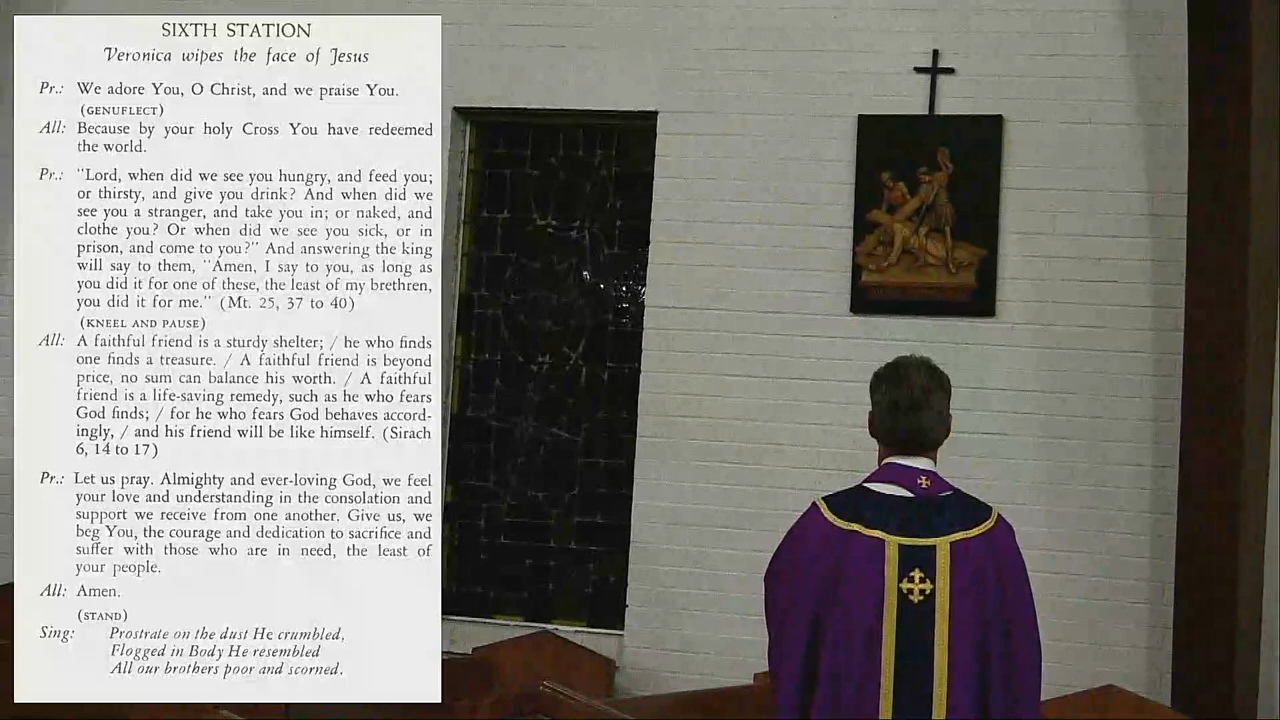 SIXTH STATION
Veronica wipes the face of Jesus
Pr.: We adore You, O Christ, and we praise You.
(GENUFLECT)
All: Because by your holy Cross You have redeemed
the world.
Pr.: "Lord, when did we see you hungry, and feed you;
or thirsty, and give you drink? And when did we
see you a stranger, and take you in; or naked, and
clothe you? Or when did we see you sick, or in
prison, and come to you?" And answering the king
will say to them, "Amen, I say to you, as long as
you did it for one of these, the least of my brethren,
you did it for me." (Mt. 25, 37 to 40)
(KNEEL AND PAUSE)
All: A faithful friend is a sturdy shelter; / he who finds
one finds a treasure. / A faithful friend is beyond
price, no sum can balance his worth. / A faithful
friend is a life-saving remedy, such as he who fears
God finds; / for he who fears God behaves accord-
ingly, / and his friend will be like himself. (Sirach
6, 14 to 17)
Pr.: Let us pray. Almighty and ever-loving God, we feel
your love and understanding in the consolation and
support we receive from one another. Give us, we
beg You, the courage and dedication to sacrifice and
suffer with those who are in need, the least of
your people.
All: Amen.
(STAND)
Sing: Prostrate on the dust He crumbled,
Flogged in Body He resembled
All our brothers poor and scorned.